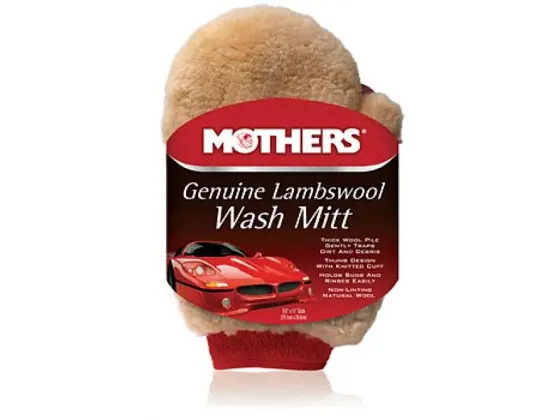 MOTHERS®
Genuine Lambswool
Wash Mitt
THICK WOOL PILE
GENTLY TRAPS
DIRT AND DEBRIS
THUMB DESIGN
WITH KNITTED CUFF
HOLDS SUDS AND
RINSES EASILY
NON-LINTING
NATURAL WOOL